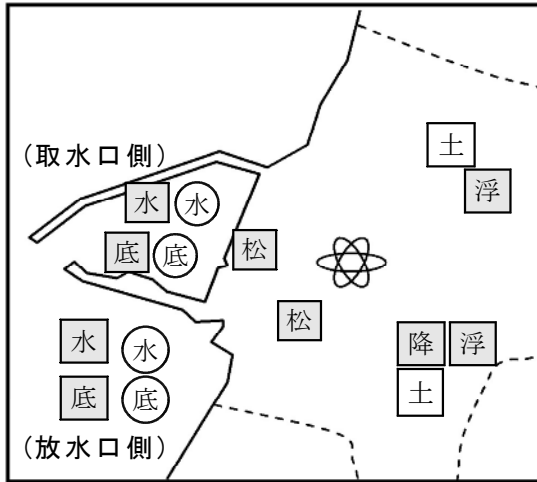 土
(取水口側)
浮
水 水
底 底 松
松
水 水 降 浮
底 底 土
(放水口側)